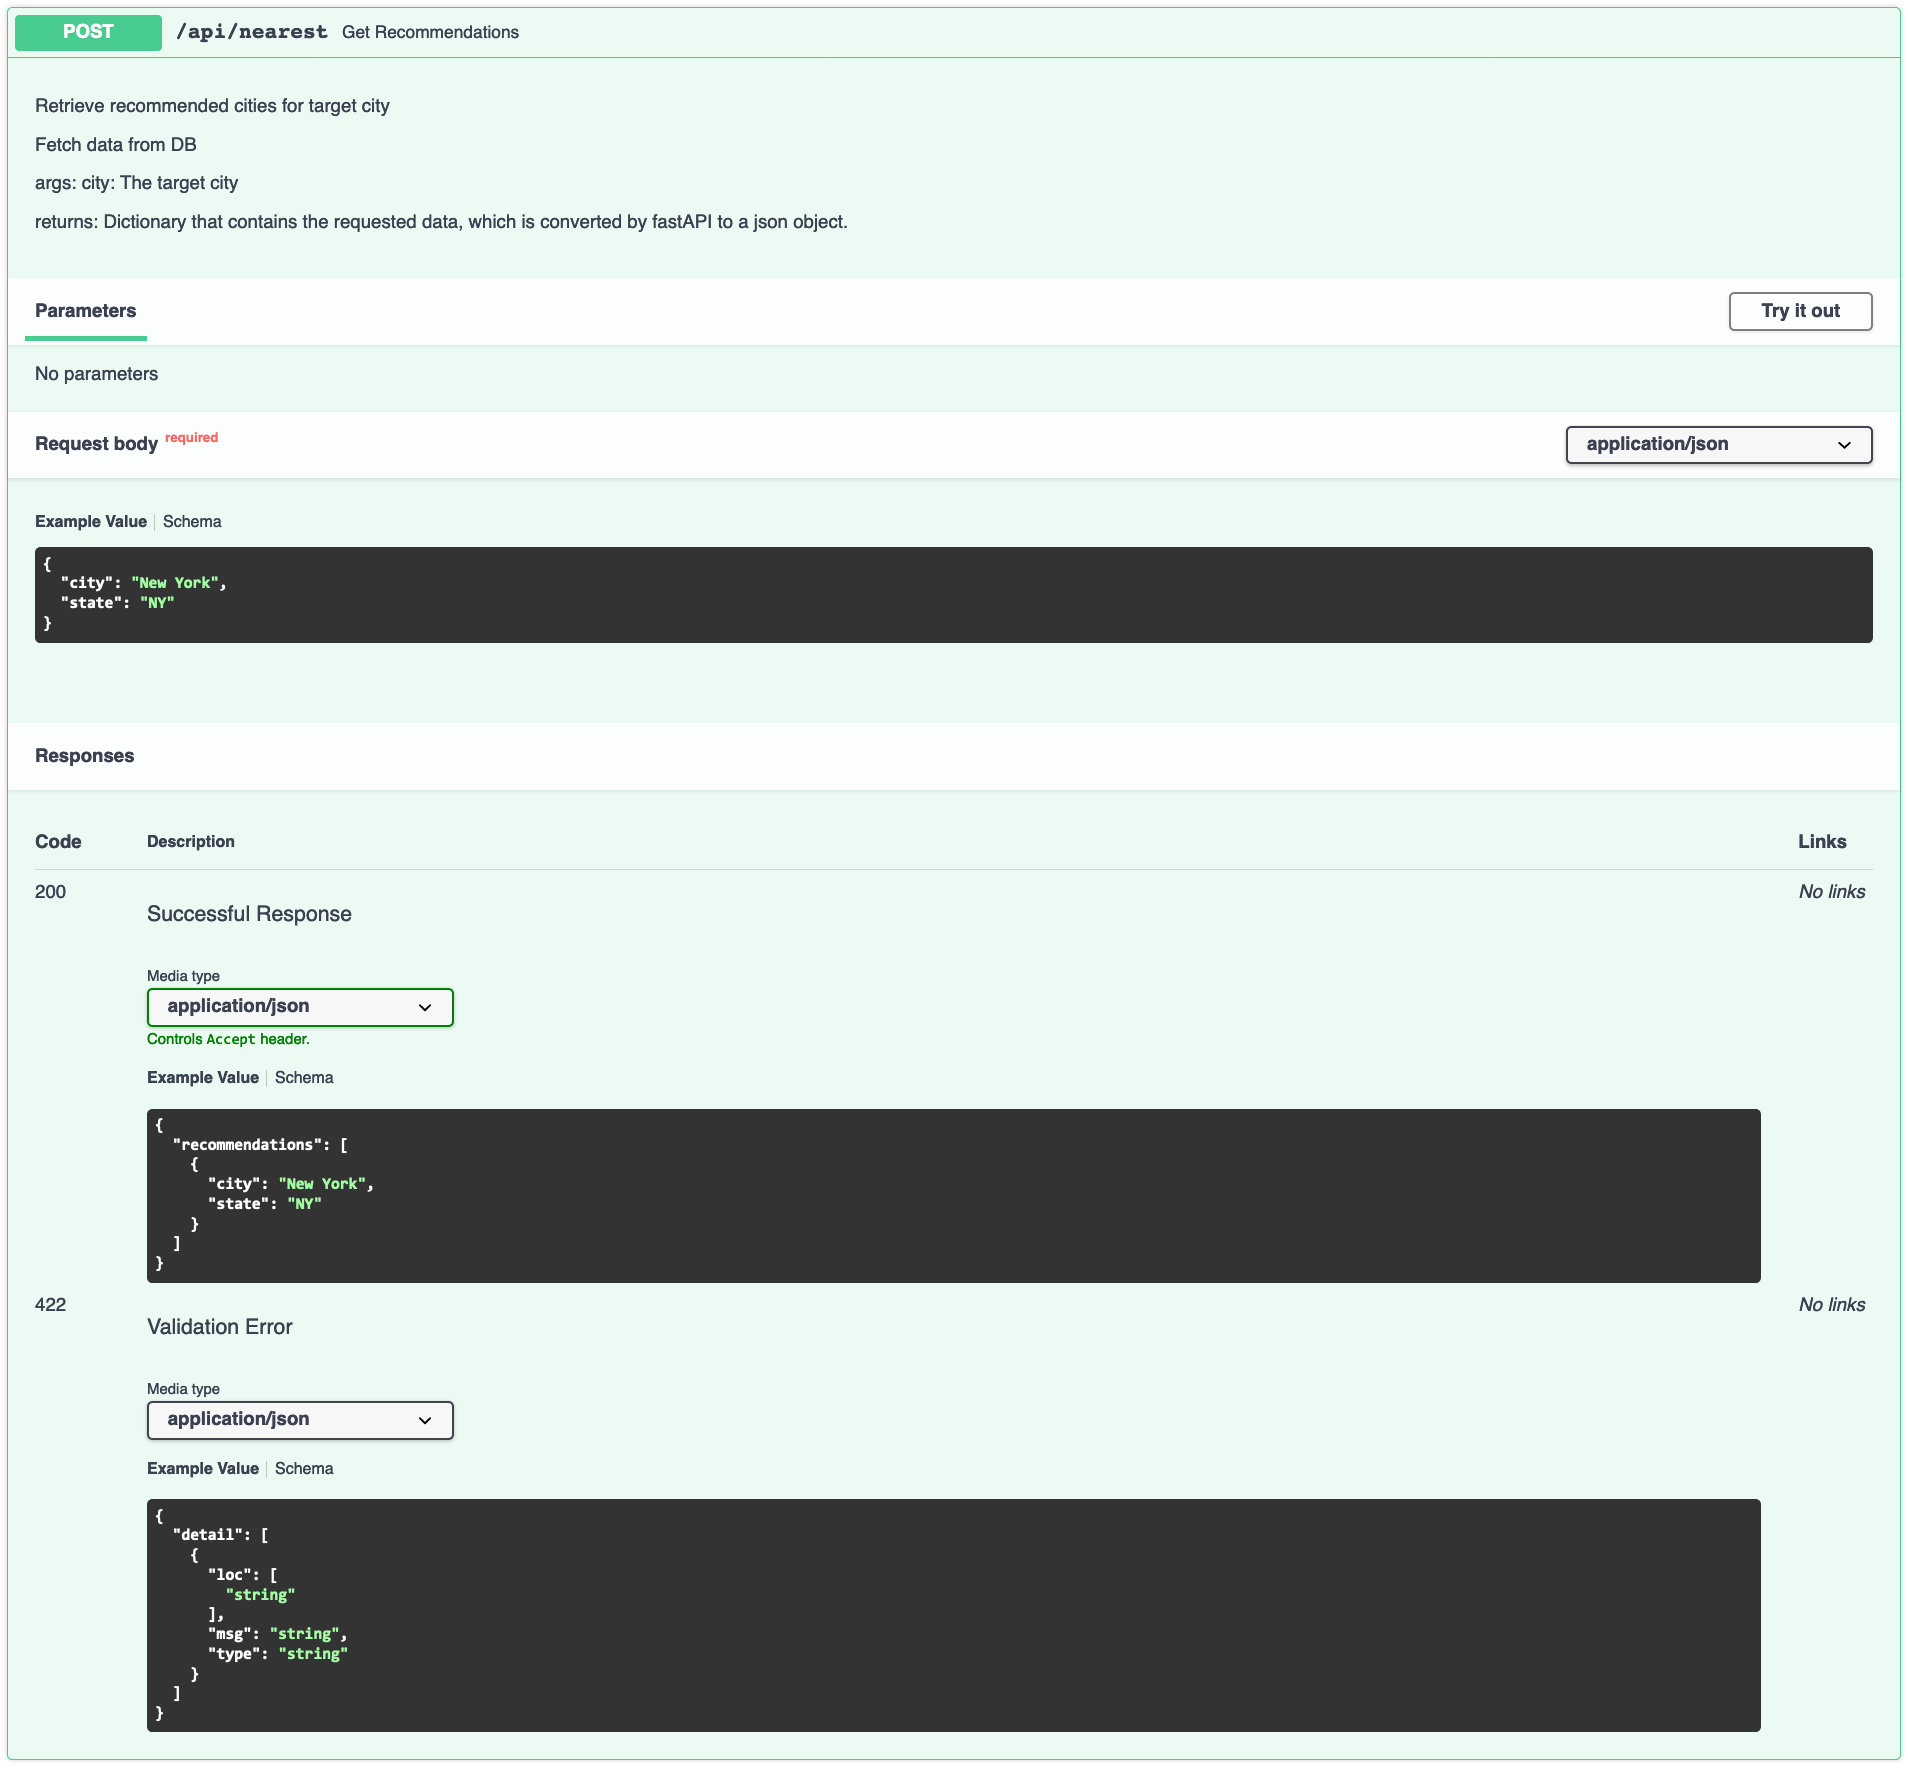 POST /api/nearest Get Recommendations
Retrieve recommended cities for target city
Fetch data from DB
args: city: The target city
returns: Dictionary that contains the requested data, which is converted by fastAPI to a json object.
Parameters Try it out
No parameters
Request body required application/json
Example Value Schema
{
  "city": "New York",
  "state": "NY"
}
Responses
Code Description Links
200 No links
Successful Response
Media type
application/json
Controls Accept header.
Example Value Schema
{
  "recommendations": [
    {
      "city": "New York",
      "state": "NY"
    }
  ]
}
422 No links
Validation Error
Media type
application/json
Example Value Schema
{
  "detail": [
    {
      "loc": [
        "string"
      ],
      "msg": "string",
      "type": "string"
    }
  ]
}